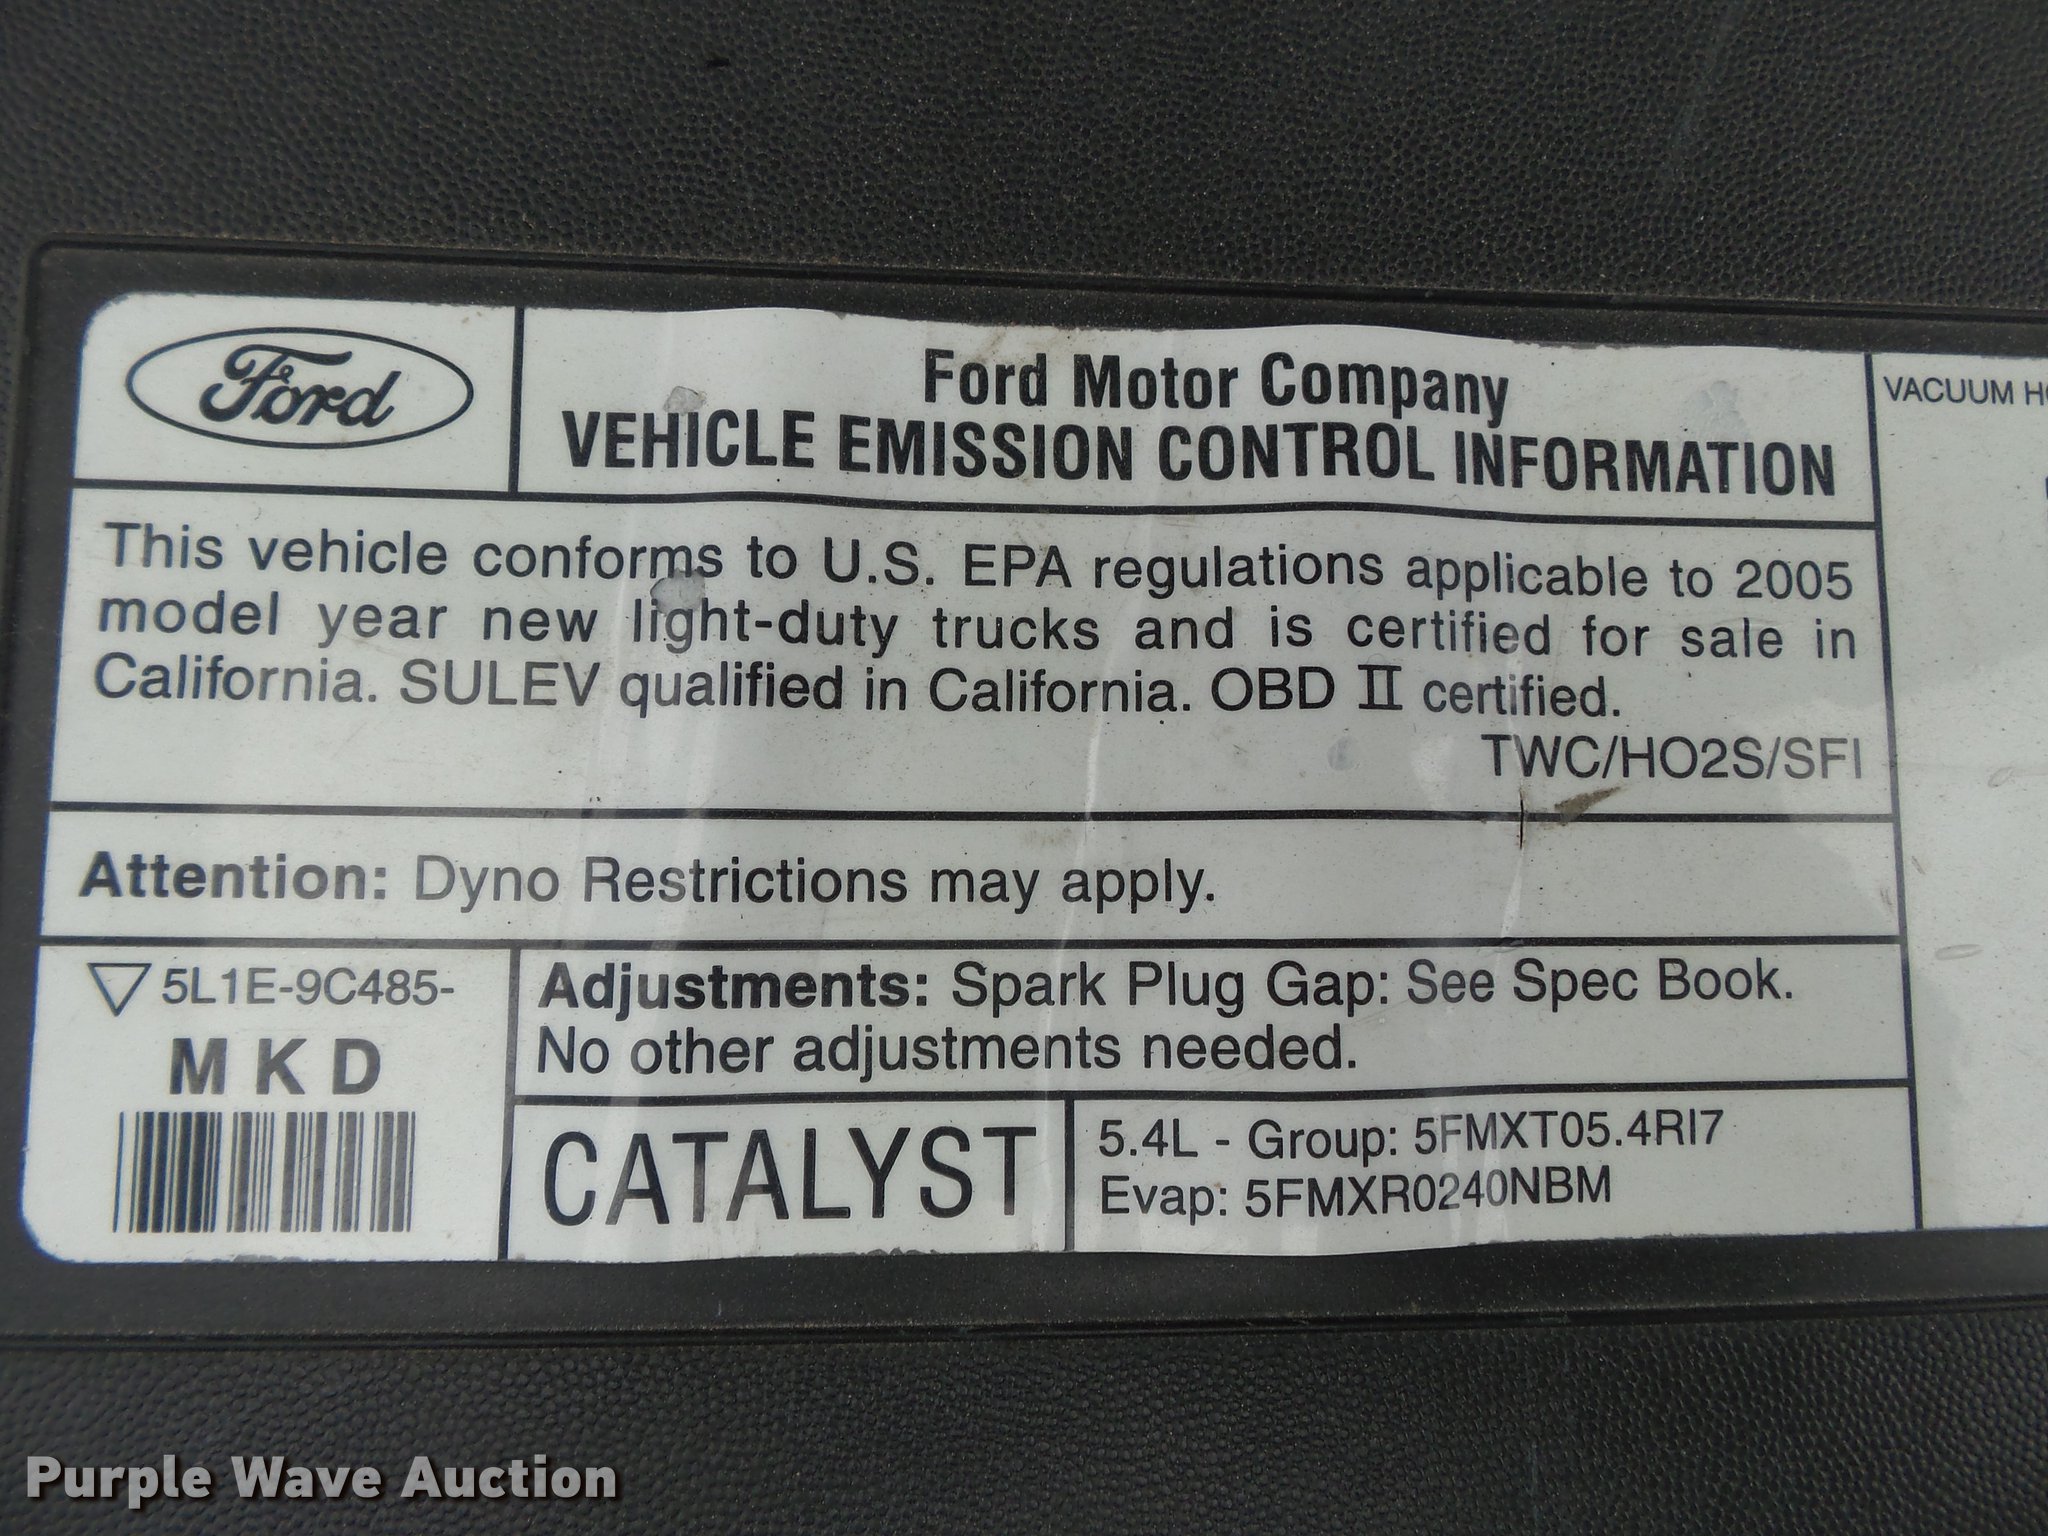 Ford
Ford Motor Company
VEHICLE EMISSION CONTROL INFORMATION
VACUUM
This vehicle conforms to U.S. EPA regulations applicable to 2005
model year new light-duty trucks and is certified for sale in
California. SULEV qualified in California. OBD II certified.
TWC/HO2S/SFI
Attention: Dyno Restrictions may apply.
5L1E-9C485-
MKD
Adjustments: Spark Plug Gap: See Spec Book.
No other adjustments needed.
CATALYST
5.4L - Group: 5FMXT05.4RI7
Evap: 5FMXR0240NBM
Purple Wave Auction